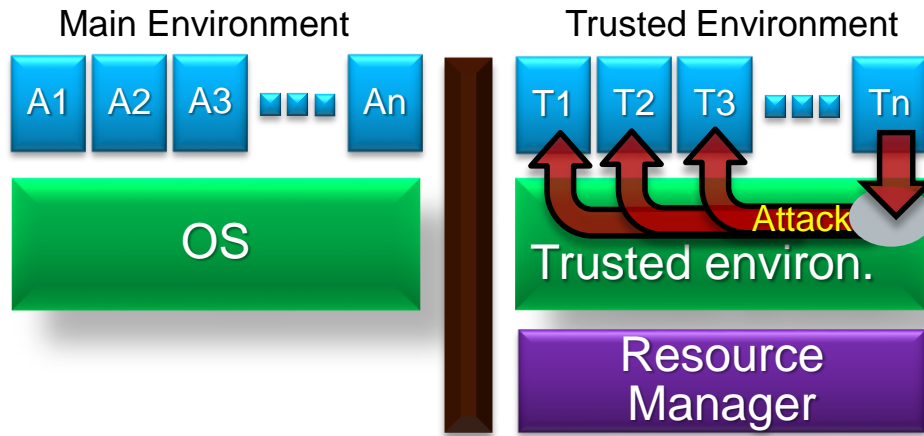 Main Environment
Trusted Environment
A1 A2 A3 An
T1 T2 T3 Tn
OS
Attack
Trusted environ.
Resource
Manager